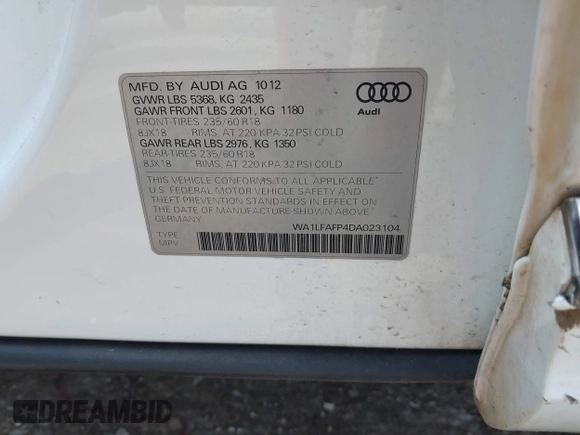 MFD. BY AUDI AG 10 12
GVWR LBS 5368, KG 2435
GAWR FRONT LBS 2601, KG 1180
FRONT-TIRES 235/60 R18
8JX18 RIMS, AT 220 KPA 32 PSI COLD
GAWR REAR LBS 2976, KG 1350
REAR-TIRES 235/60 R18
8JX18 RIMS, AT 220 KPA 32 PSI COLD
Audi
THIS VEHICLE CONFORMS TO ALL APPLICABLE
U.S. FEDERAL MOTOR VEHICLE SAFETY AND
THEFT PREVENTION STANDARDS IN EFFECT ON
THE DATE OF MANUFACTURE SHOWN ABOVE.
WA1LFAFP4DA023104
TYPE
MPV
DREAMBID